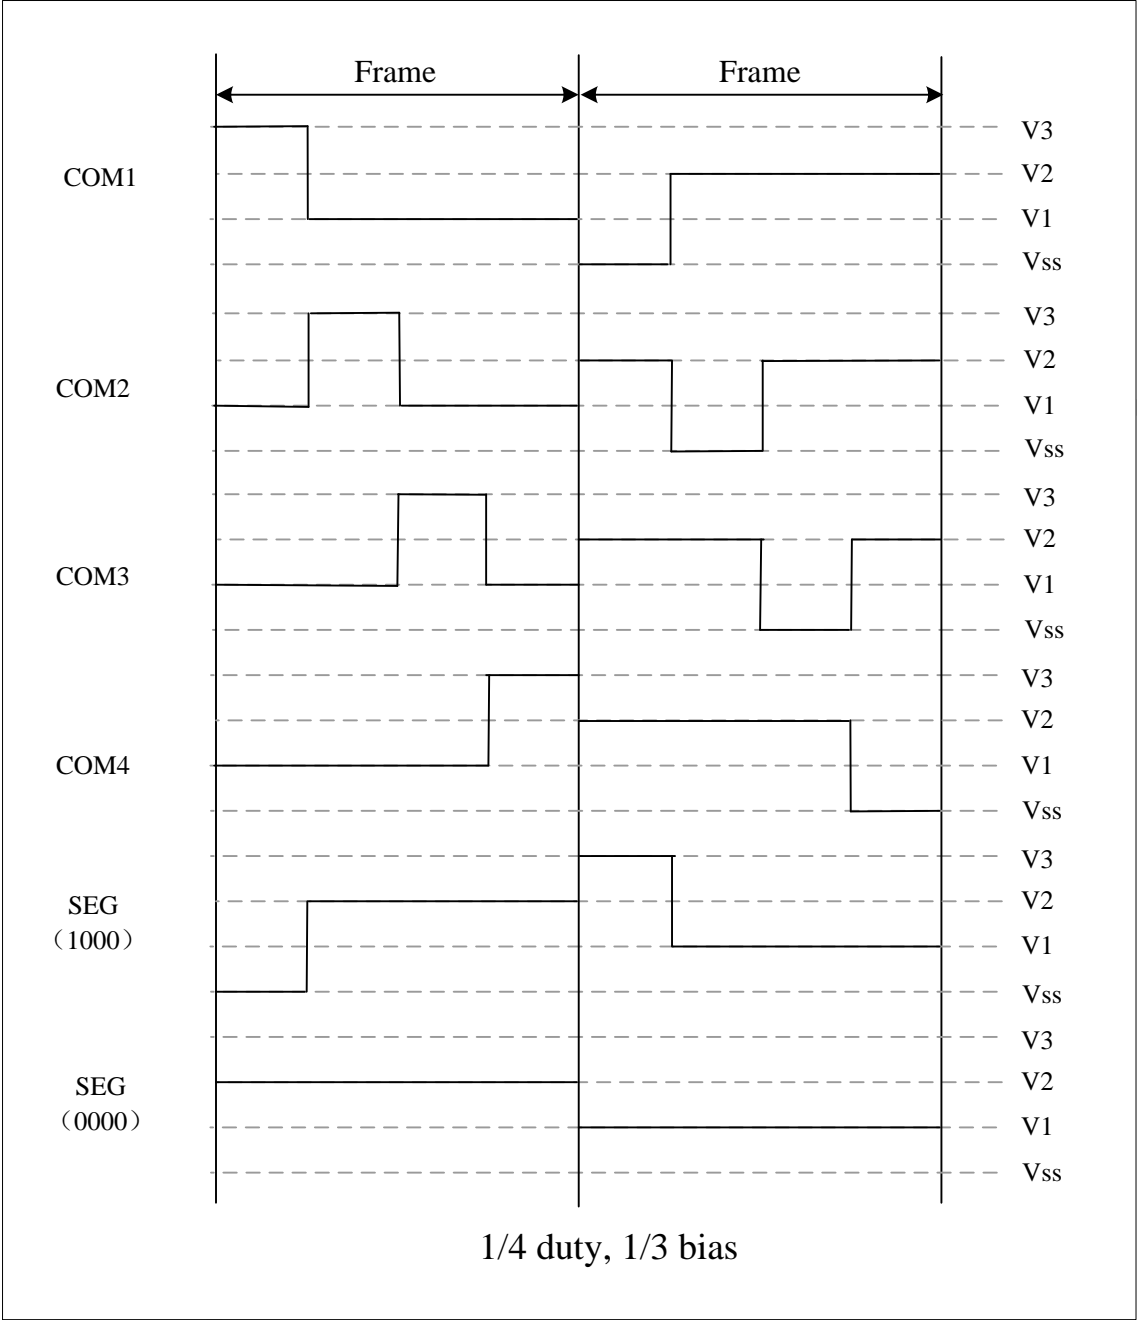 Frame Frame
V3
COM1
V2
V1
Vss
V3
V2
COM2
V1
Vss
V3
V2
COM3
V1
Vss
V3
V2
COM4
V1
Vss
V3
SEG
（1000）
V2
V1
Vss
V3
SEG
（0000）
V2
V1
Vss
1/4 duty, 1/3 bias